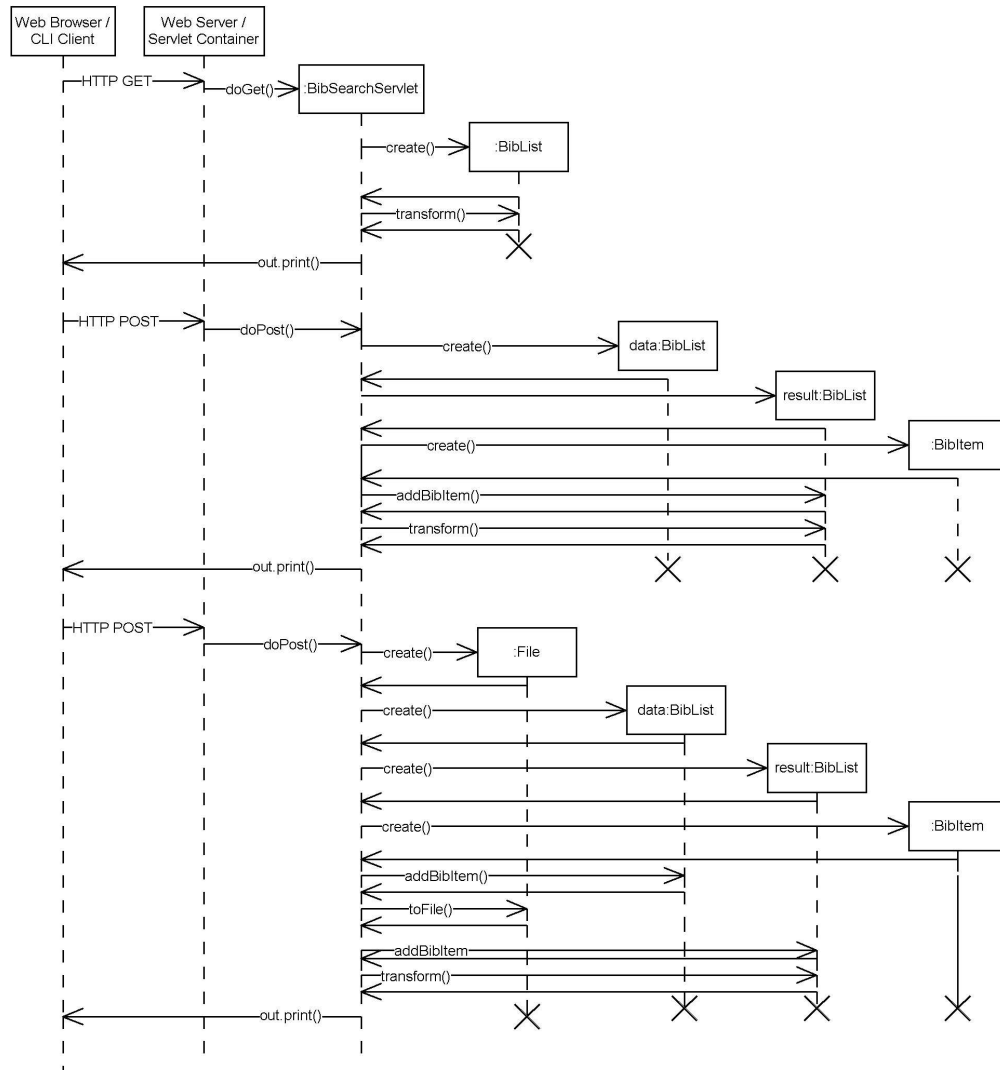 Web Browser /
CLI Client
Web Server /
Servlet Container
HTTP GET
doGet()
:BibSearchServlet
create()
:BibList
transform()
out.print()
HTTP POST
doPost()
create()
data:BibList
result:BibList
create()
:BibItem
addBibItem()
transform()
out.print()
HTTP POST
doPost()
create()
:File
create()
data:BibList
create()
result:BibList
create()
:BibItem
addBibItem()
toFile()
addBibItem
transform()
out.print()